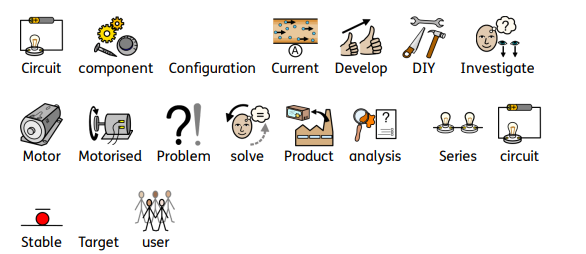 Circuit component Configuration Current Develop DIY Investigate
Motor Motorised Problem solve Product analysis Series circuit
Stable Target user